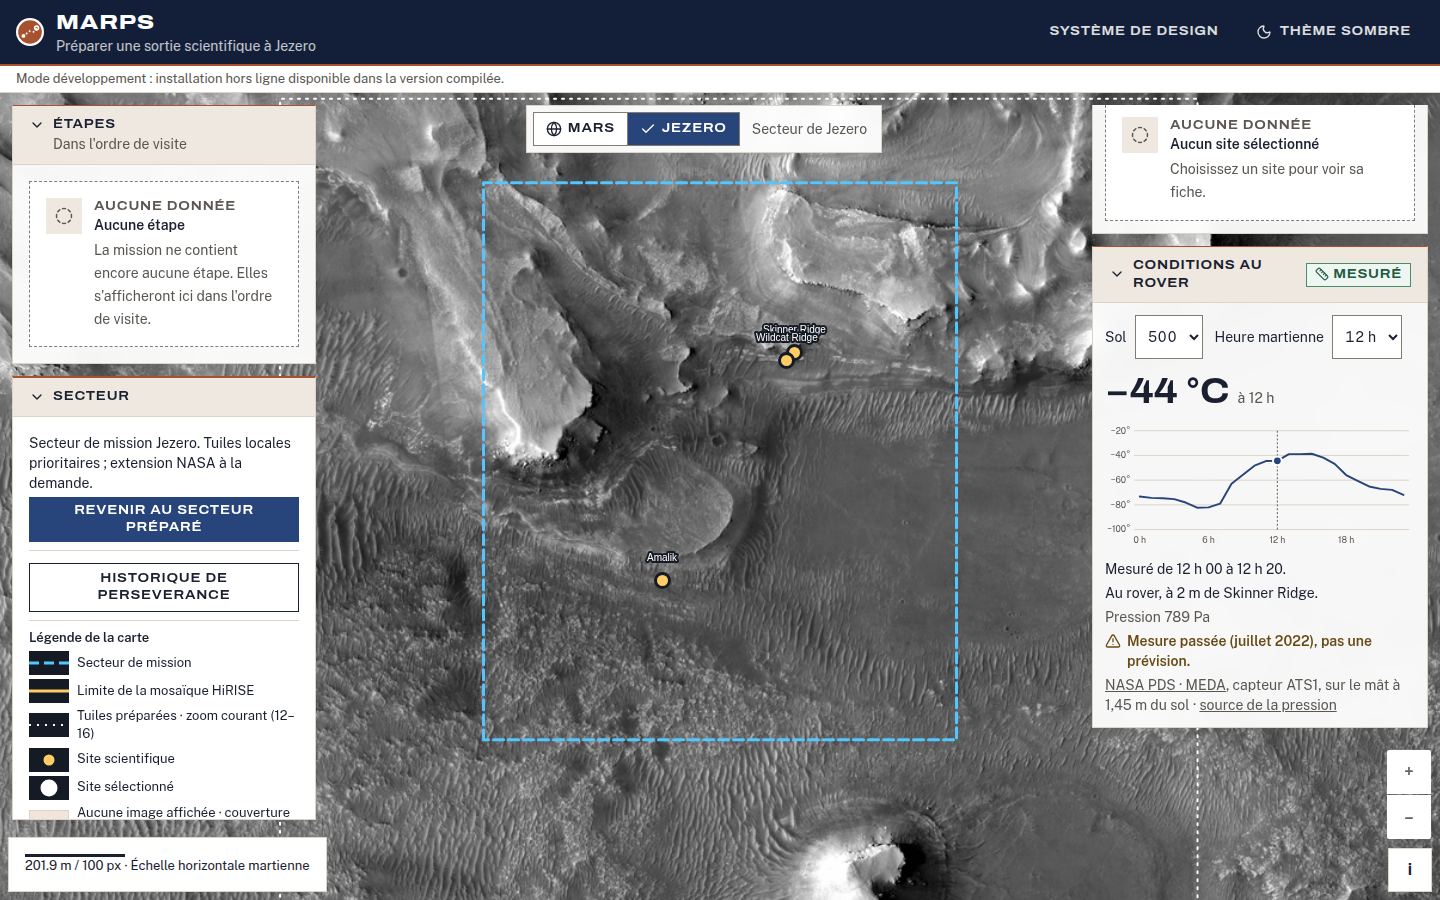 MARPS
Préparer une sortie scientifique à Jezero
SYSTÈME DE DESIGN
THÈME SOMBRE
Mode développement : installation hors ligne disponible dans la version compilée.
ÉTAPES
Dans l'ordre de visite
AUCUNE DONNÉE
Aucune étape
La mission ne contient
encore aucune étape. Elles
s'afficheront ici dans l'ordre
de visite.
SECTEUR
Secteur de mission Jezero. Tuiles locales
prioritaires ; extension NASA à la
demande.
REVENIR AU SECTEUR
PRÉPARÉ
HISTORIQUE DE
PERSEVERANCE
Légende de la carte
Secteur de mission
Limite de la mosaïque HiRISE
Tuiles préparées · zoom courant (12–
16)
Site scientifique
Site sélectionné
Aucune image affichée · couverture
201.9 m / 100 px · Échelle horizontale martienne
MARS
JEZERO
Secteur de Jezero
Skinner Ridge
Wildcat Ridge
Amalik
AUCUNE DONNÉE
Aucun site sélectionné
Choisissez un site pour voir sa
fiche.
CONDITIONS AU
ROVER
MESURÉ
Sol 500 Heure martienne 12 h
−44 °C à 12 h
−20°
−40°
−60°
−80°
−100°
0 h 6 h 12 h 18 h
Mesuré de 12 h 00 à 12 h 20.
Au rover, à 2 m de Skinner Ridge.
Pression 789 Pa
Mesure passée (juillet 2022), pas une
prévision.
NASA PDS · MEDA, capteur ATS1, sur le mât à
1,45 m du sol · source de la pression
+
−
i